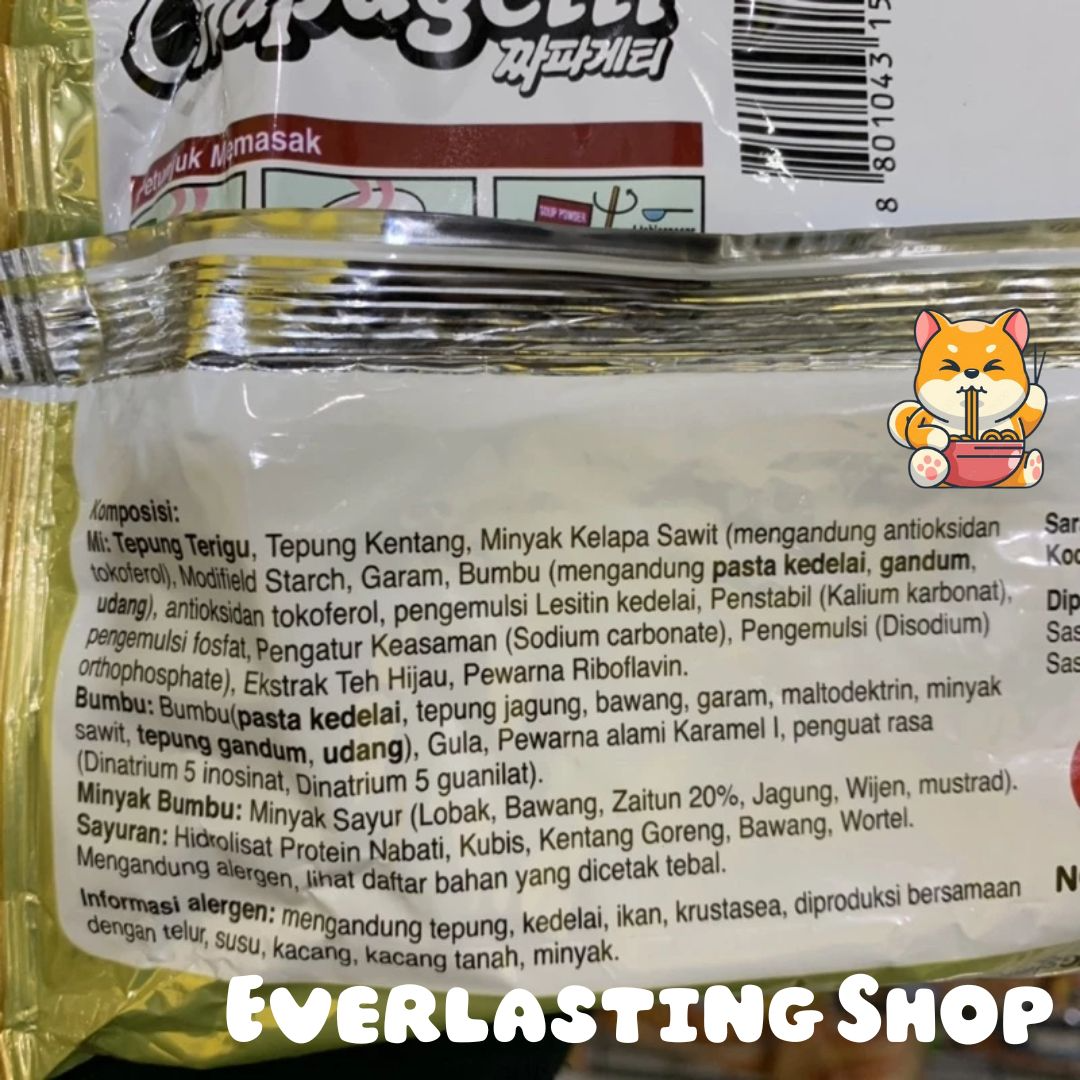 Chapagetti
짜파게티
Petunjuk Memasak
SOUP POWDER
8 801043 15
Komposisi:
Mi: Tepung Terigu, Tepung Kentang, Minyak Kelapa Sawit (mengandung antioksidan
tokoferol), Modifield Starch, Garam, Bumbu (mengandung pasta kedelai, gandum,
udang), antioksidan tokoferol, pengemulsi Lesitin kedelai, Penstabil (Kalium karbonat),
pengemulsi fosfat, Pengatur Keasaman (Sodium carbonate), Pengemulsi (Disodium)
orthophosphate), Ekstrak Teh Hijau, Pewarna Riboflavin.
Bumbu: Bumbu(pasta kedelai, tepung jagung, bawang, garam, maltodektrin, minyak
sawit, tepung gandum, udang), Gula, Pewarna alami Karamel I, penguat rasa
(Dinatrium 5 inosinat, Dinatrium 5 guanilat).
Minyak Bumbu: Minyak Sayur (Lobak, Bawang, Zaitun 20%, Jagung, Wijen, mustrad).
Sayuran: Hidrolisat Protein Nabati, Kubis, Kentang Goreng, Bawang, Wortel.
Mengandung alergen, lihat daftar bahan yang dicetak tebal.
Informasi alergen: mengandung tepung, kedelai, ikan, krustasea, diproduksi bersamaan
dengan telur, susu, kacang, kacang tanah, minyak.
Sar
Koc
Dip
Sas
Sas
EVERLASTING SHOP